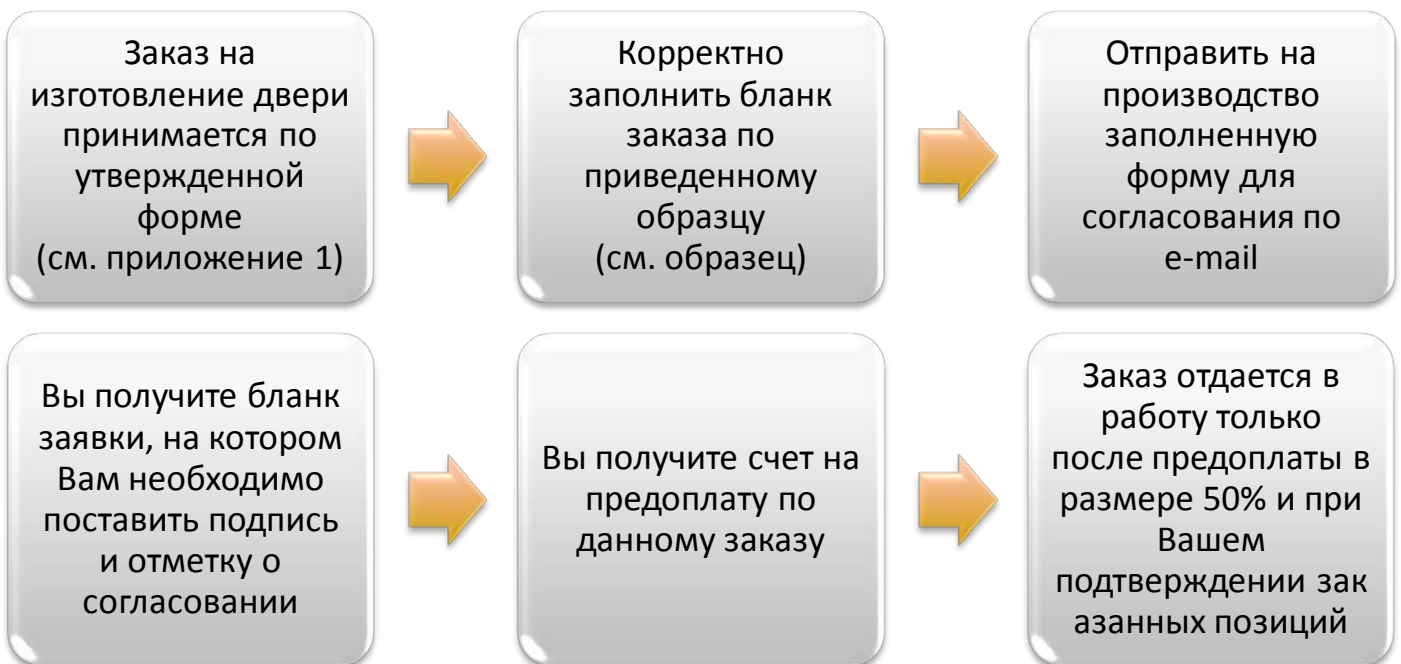 Заказ на
изготовление двери
принимается по
утвержденной
форме
(см. приложение 1)
Корректно
заполнить бланк
заказа по
приведенному
образцу
(см. образец)
Отправить на
производство
заполненную
форму для
согласования по
e-mail
Вы получите бланк
заявки, на котором
Вам необходимо
поставить подпись
и отметку о
согласовании
Вы получите счет на
предоплату по
данному заказу
Заказ отдается в
работу только
после предоплаты в
размере 50% и при
Вашем
подтверждении зак
азанных позиций